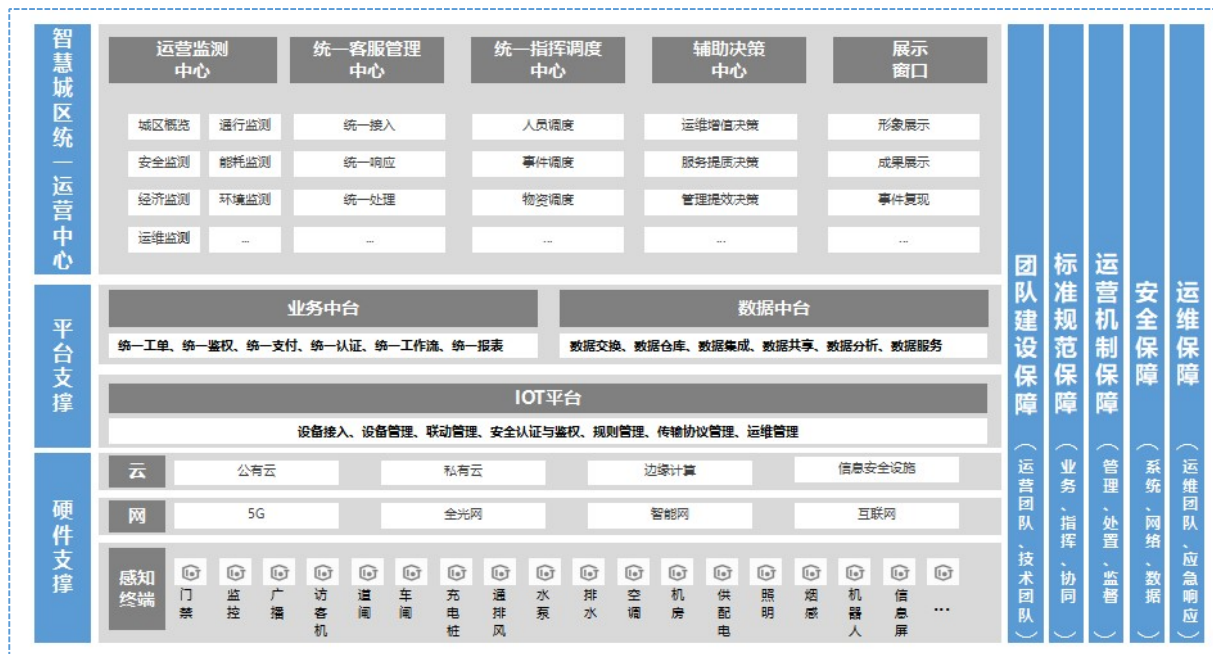 智慧城区统一运营中心
运营监测
中心
统一客服管理
中心
统一指挥调度
中心
辅助决策
中心
展示
窗口
城区概览
通行监测
统一接入
人员调度
运维增值决策
形象展示
安全监测
能耗监测
统一响应
事件调度
服务提质决策
成果展示
经济监测
环境监测
统一处理
物资调度
管理提效决策
事件复现
运维监测
...
...
...
...
...
平台支撑
业务中台
数据中台
统一工单、统一鉴权、统一支付、统一认证、统一工作流、统一报表
数据交换、数据仓库、数据集成、数据共享、数据分析、数据服务
IOT平台
设备接入、设备管理、联动管理、安全认证与鉴权、规则管理、传输协议管理、运维管理
硬件支撑
云
公有云
私有云
边缘计算
信息安全设施
网
5G
全光网
智能网
互联网
感知
终端
门禁
监控
广播
访客机
道闸
车闸
充电桩
通排风
水泵
排水
空调
机房
供配电
照明
烟感
机器人
信息屏
...
团队建设保障（运营团队、技术团队）
标准规范保障（业务、指挥、协同）
运营机制保障（管理、处置、监督）
安全保障（系统、网络、数据）
运维保障（运维团队、应急响应）